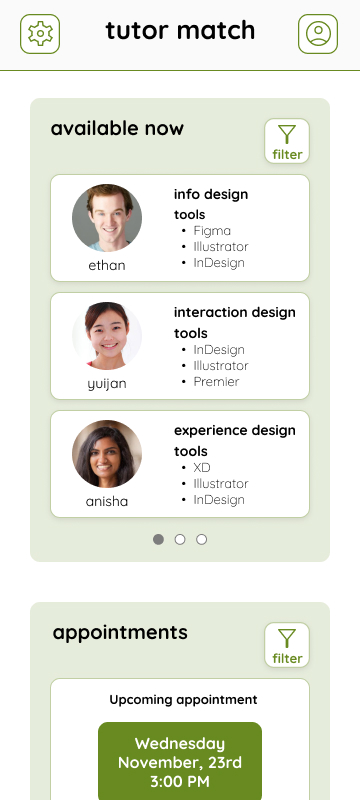 tutor match
available now
filter
info design
tools
• Figma
• Illustrator
• InDesign
ethan
interaction design
tools
• InDesign
• Illustrator
• Premier
yuijan
experience design
tools
• XD
• Illustrator
• InDesign
anisha
appointments
filter
Upcoming appointment
Wednesday
November, 23rd
3:00 PM